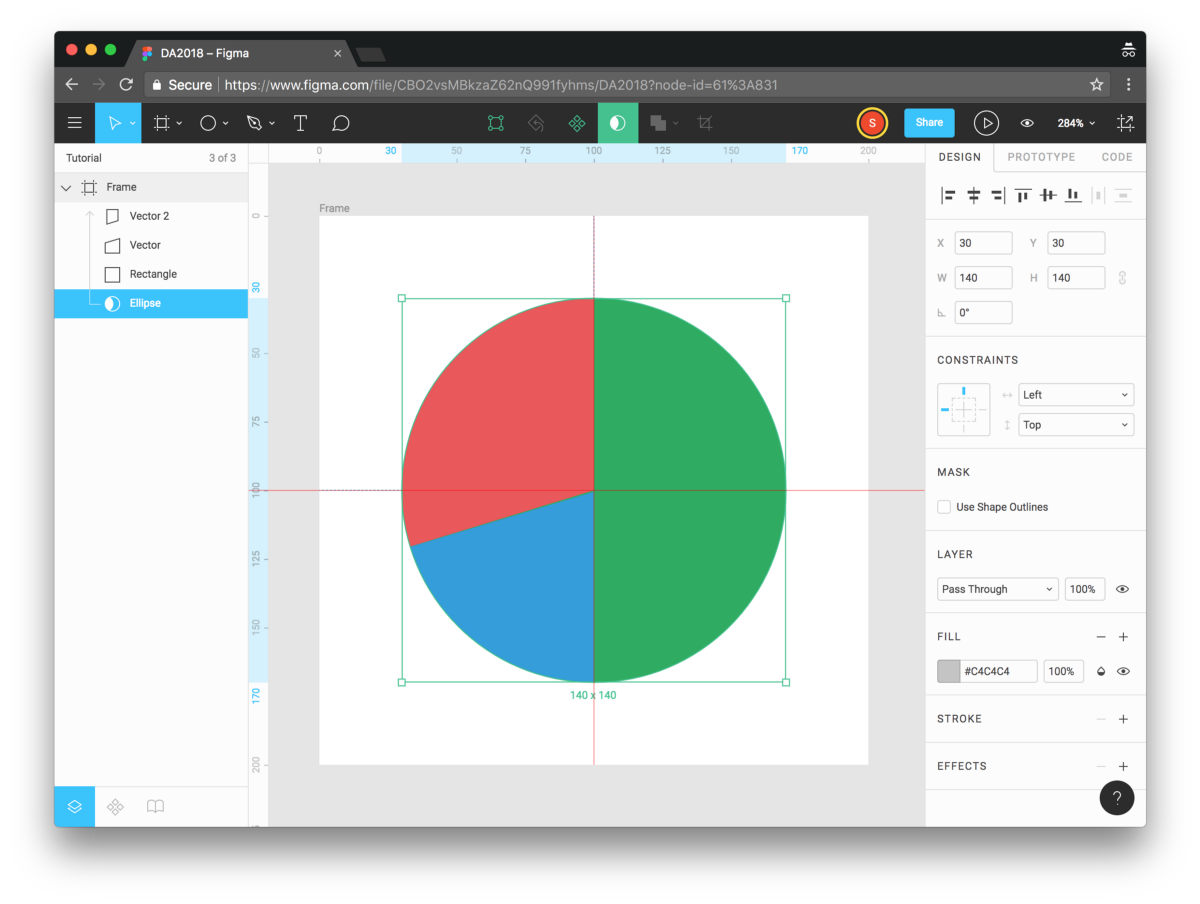 DA2018 – Figma
Secure https://www.figma.com/file/CBO2vsMBkzaZ62nQ991fyhms/DA2018?node-id=61%3A831
S Share 284%
Tutorial 3 of 3
Frame
Vector 2
Vector
Rectangle
Ellipse
0 30 50 75 100 125 150 170 200
0
30
50
75
100
125
150
170
200
Frame
140 x 140
DESIGN PROTOTYPE CODE
X 30 Y 30
W 140 H 140
0°
CONSTRAINTS
Left
Top
MASK
Use Shape Outlines
LAYER
Pass Through 100%
FILL
#C4C4C4 100%
STROKE
EFFECTS
?